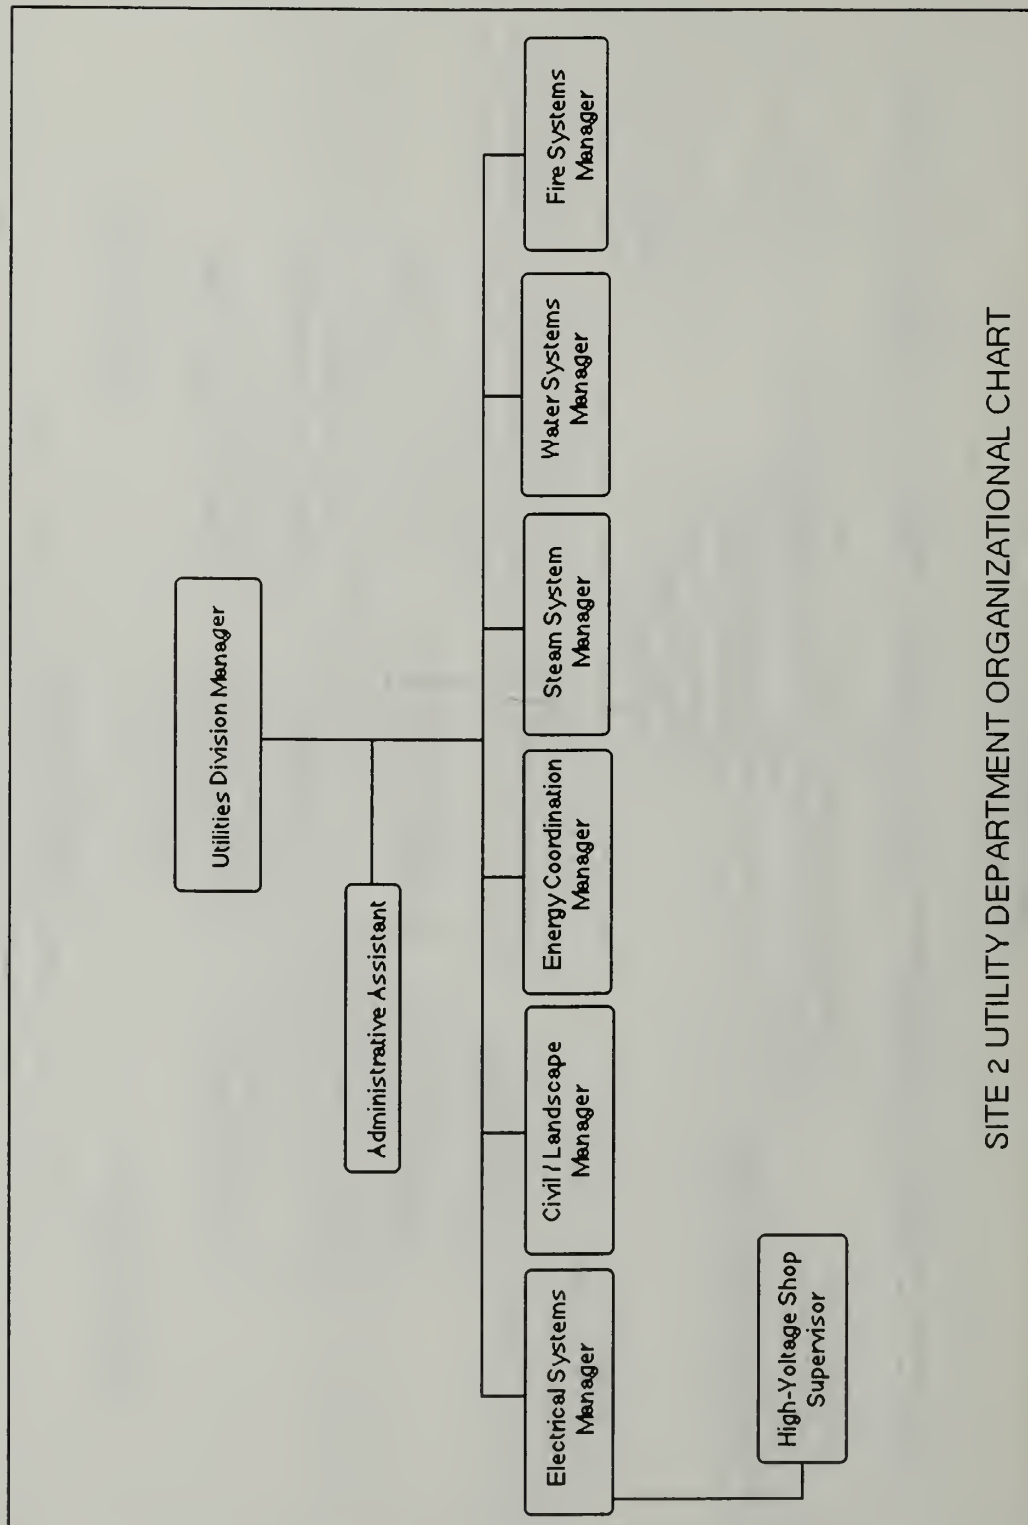 Utilities Division Manager
Administrative Assistant
Electrical Systems
Manager
Civil / Landscape
Manager
Energy Coordination
Manager
Steam System
Manager
Water Systems
Manager
Fire Systems
Manager
High-Voltage Shop
Supervisor
SITE 2 UTILITY DEPARTMENT ORGANIZATIONAL CHART